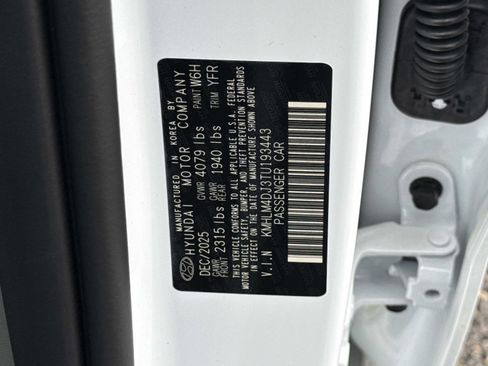 MANUFACTURED IN KOREA BY
HYUNDAI MOTOR COMPANY
DEC/2025 GVWR 4079 lbs PAINT W6H
GAWR FRONT 2315 lbs GAWR REAR 1940 lbs TRIM YFR
THIS VEHICLE CONFORMS TO ALL APPLICABLE U.S.A. FEDERAL
MOTOR VEHICLE SAFETY, BUMPER, AND THEFT PREVENTION
STANDARDS IN EFFECT ON THE DATE OF MANUFACTURE SHOWN ABOVE.
V.I.N KMHLM4DJ3TU193443
PASSENGER CAR